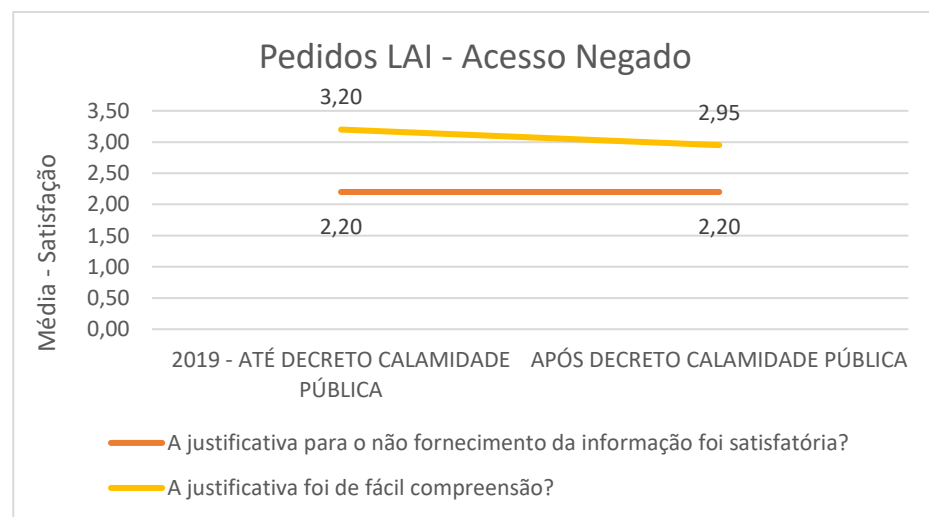 Pedidos LAI - Acesso Negado
3,20
2,95
3,50
3,00
2,50
2,00
1,50
1,00
0,50
0,00
Média - Satisfação
2,20
2,20
2019 - ATÉ DECRETO CALAMIDADE
PÚBLICA
APÓS DECRETO CALAMIDADE PÚBLICA
A justificativa para o não fornecimento da informação foi satisfatória?
A justificativa foi de fácil compreensão?